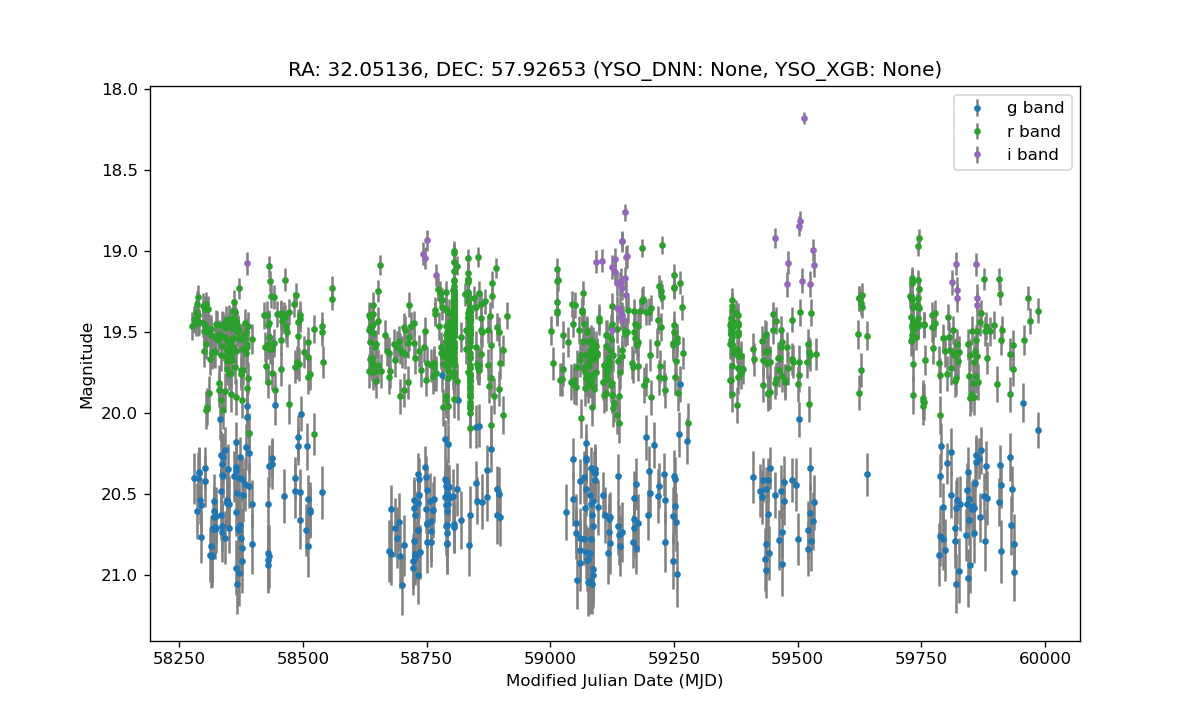 RA: 32.05136, DEC: 57.92653 (YSO_DNN: None, YSO_XGB: None)
18.0
18.5
19.0
19.5
20.0
20.5
21.0
Magnitude
g band
r band
i band
58250 58500 58750 59000 59250 59500 59750 60000
Modified Julian Date (MJD)